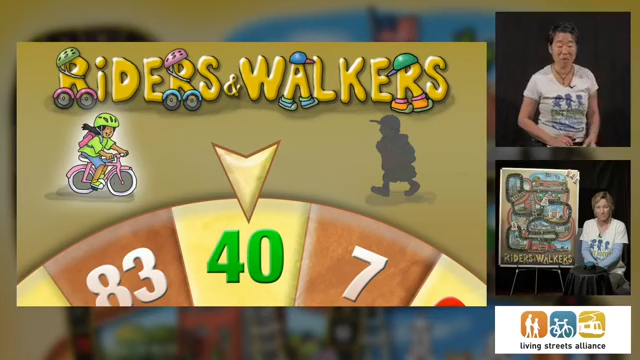 RiDERS & WALKERS
83
40
7
RIDERS & WALKERS
living streets alliance